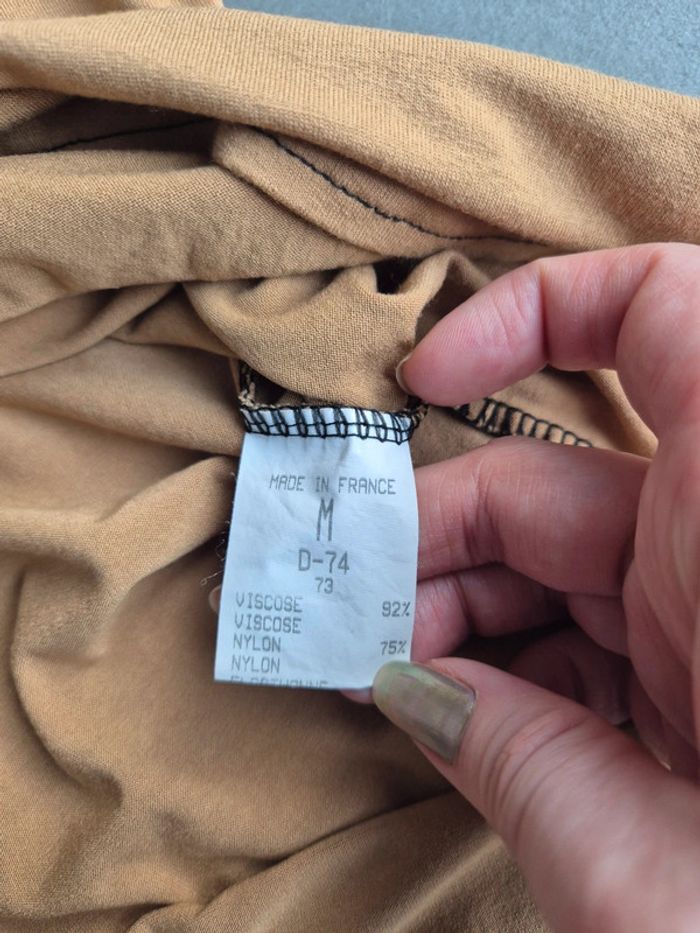 MADE IN FRANCE
M
D-74
73
VISCOSE 92%
VISCOSE
NYLON 75%
NYLON